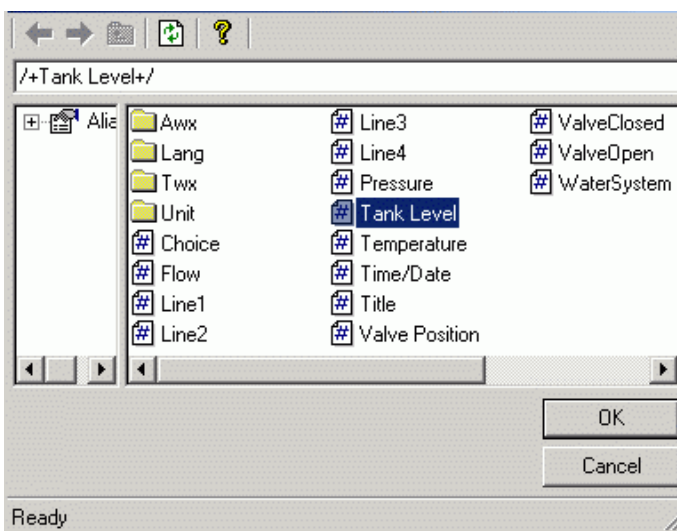 /+Tank Level+/
Alia
Awx
Lang
Twx
Unit
Choice
Flow
Line1
Line2
Line3
Line4
Pressure
Tank Level
Temperature
Time/Date
Title
Valve Position
ValveClosed
ValveOpen
WaterSystem
OK
Cancel
Ready